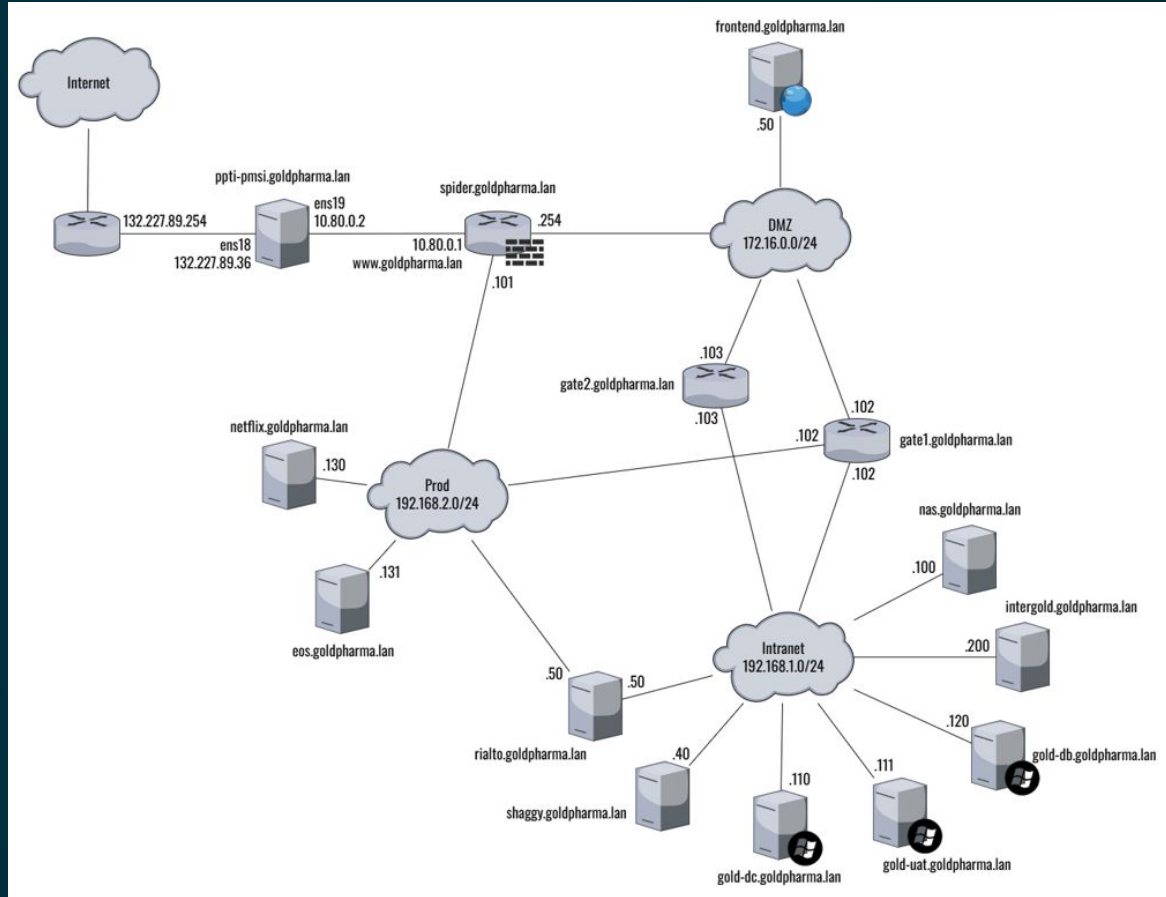 frontend.goldpharma.lan
Internet
.50
ppti-pmsi.goldpharma.lan
spider.goldpharma.lan
ens19
10.80.0.2
132.227.89.254
.254
DMZ
172.16.0.0/24
ens18
132.227.89.36
10.80.0.1
www.goldpharma.lan
.101
.103
gate2.goldpharma.lan
.103
.102
.102
gate1.goldpharma.lan
.102
netflix.goldpharma.lan
.130
Prod
192.168.2.0/24
nas.goldpharma.lan
.100
.131
eos.goldpharma.lan
intergold.goldpharma.lan
.200
Intranet
192.168.1.0/24
.50
.50
rialto.goldpharma.lan
.120
gold-db.goldpharma.lan
.40
shaggy.goldpharma.lan
.110
gold-dc.goldpharma.lan
.111
gold-uat.goldpharma.lan